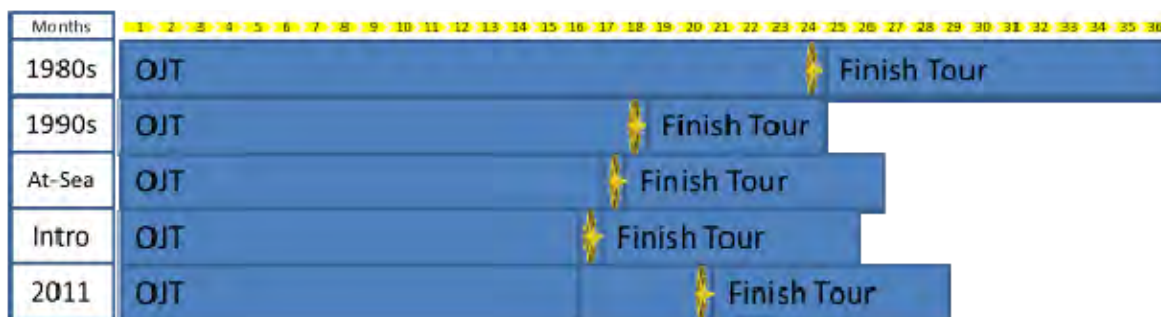 Months 1 2 3 4 5 6 7 8 9 10 11 12 13 14 15 16 17 18 19 20 21 22 23 24 25 26 27 28 29 30 31 32 33 34 35 36
1980s OJT Finish Tour
1990s OJT Finish Tour
At-Sea OJT Finish Tour
Intro OJT Finish Tour
2011 OJT Finish Tour